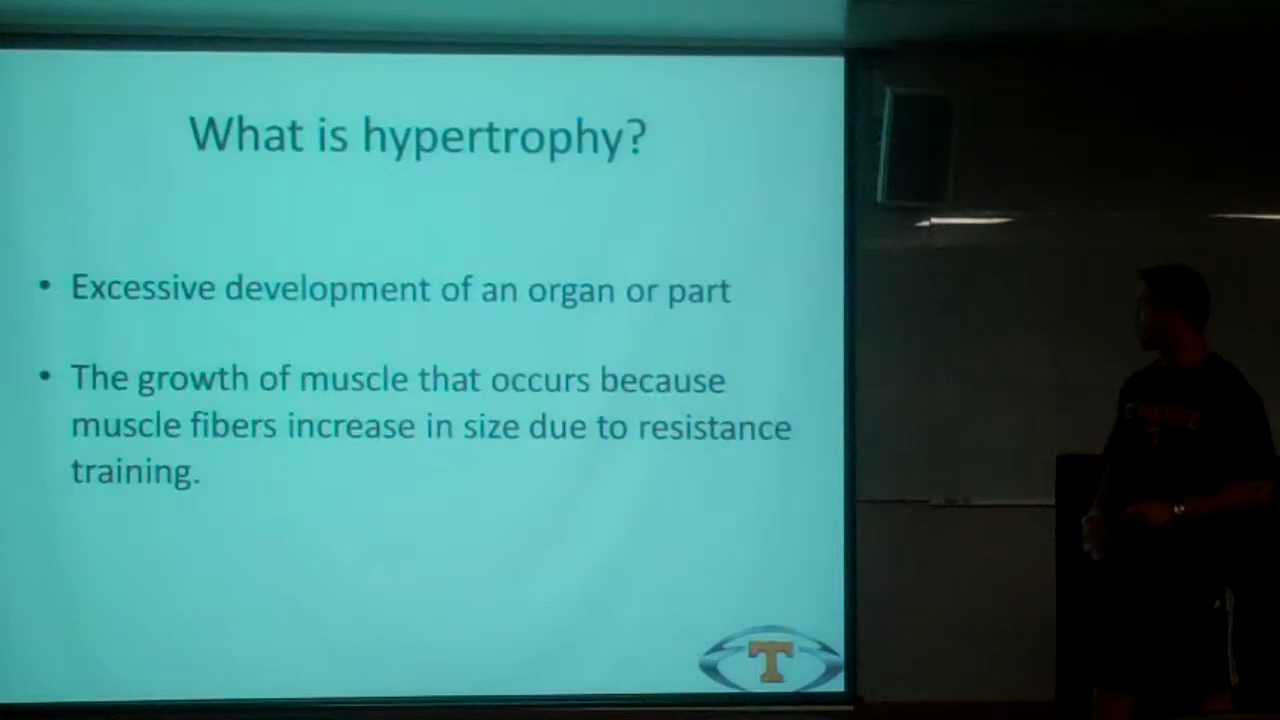 What is hypertrophy?
• Excessive development of an organ or part
• The growth of muscle that occurs because
muscle fibers increase in size due to resistance
training.
T